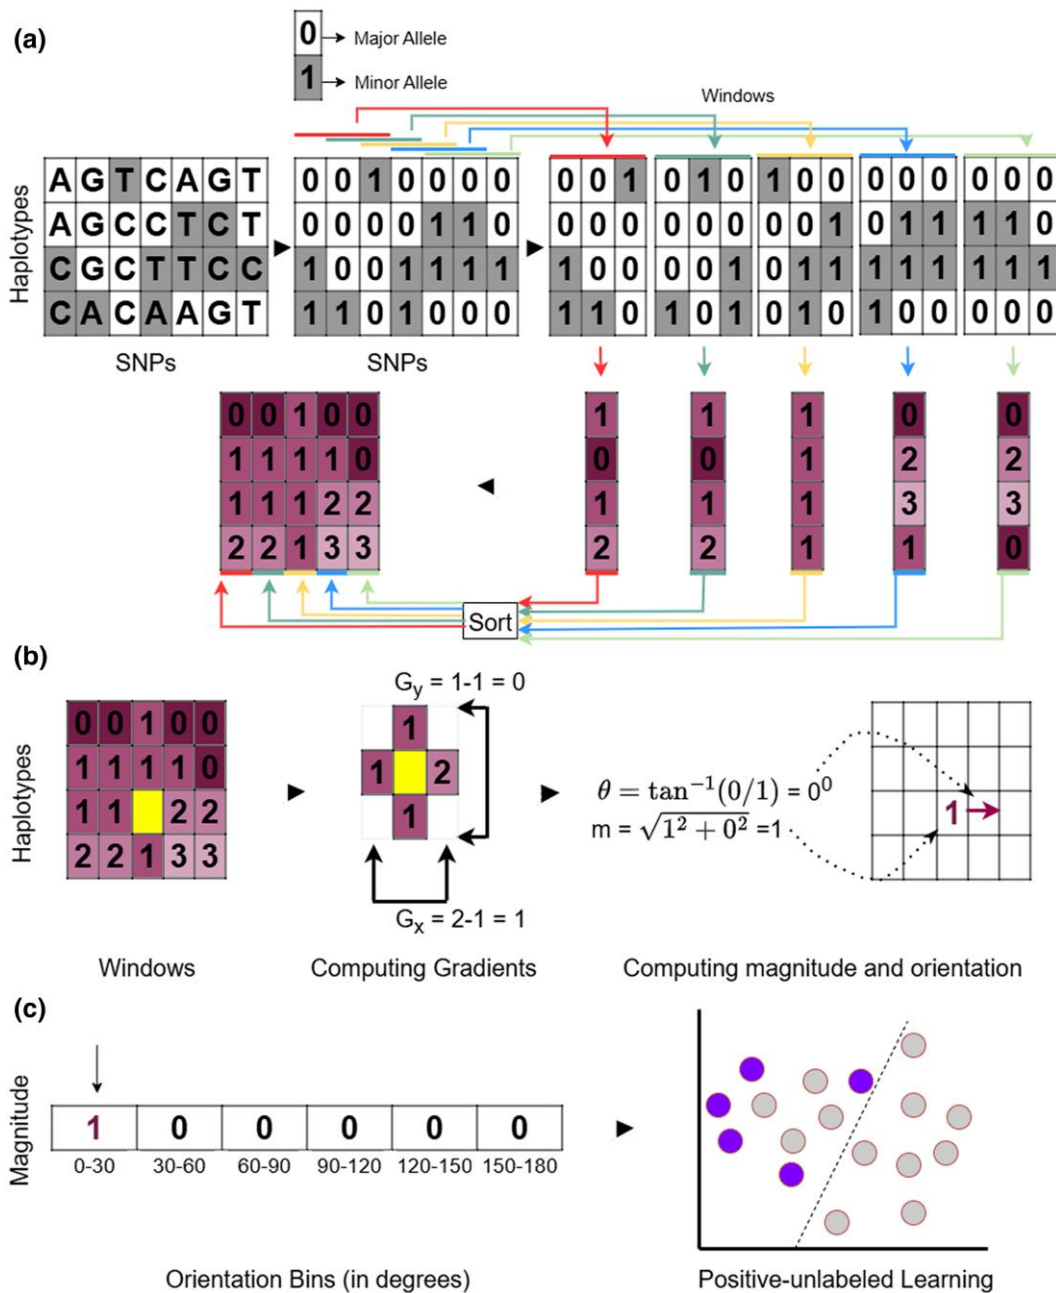 (a)
0 Major Allele
1 Minor Allele
Windows
Haplotypes
A G T C A G T
A G C C T C T
C G C T T C C
C A C A A G T
SNPs
0 0 1 0 0 0 0
0 0 0 0 1 1 0
1 0 0 1 1 1 1
1 1 0 1 0 0 0
SNPs
0 0 1 0 1 0 1 0 0 0 0 0 0 0 0
0 0 0 0 0 0 0 0 1 0 1 1 1 1 0
1 0 0 0 0 1 0 1 1 1 1 1 1 1 1
1 1 0 1 0 1 0 1 0 1 0 0 0 0 0
0 0 1 0 0
1 1 1 1 0
1 1 1 2 2
2 2 1 3 3
1 1 1 0 0
0 0 1 2 2
1 1 1 3 3
2 2 1 1 0
Sort
(b)
Haplotypes
0 0 1 0 0
1 1 1 1 0
1 1 2 2
2 2 1 3 3
Windows
G_y = 1-1 = 0
1
1 2
1
G_x = 2-1 = 1
Computing Gradients
θ = tan⁻¹(0/1) = 0⁰
m = √1² + 0² =1
1
Computing magnitude and orientation
(c)
Magnitude
1 0 0 0 0 0
0-30 30-60 60-90 90-120 120-150 150-180
Orientation Bins (in degrees)
Positive-unlabeled Learning